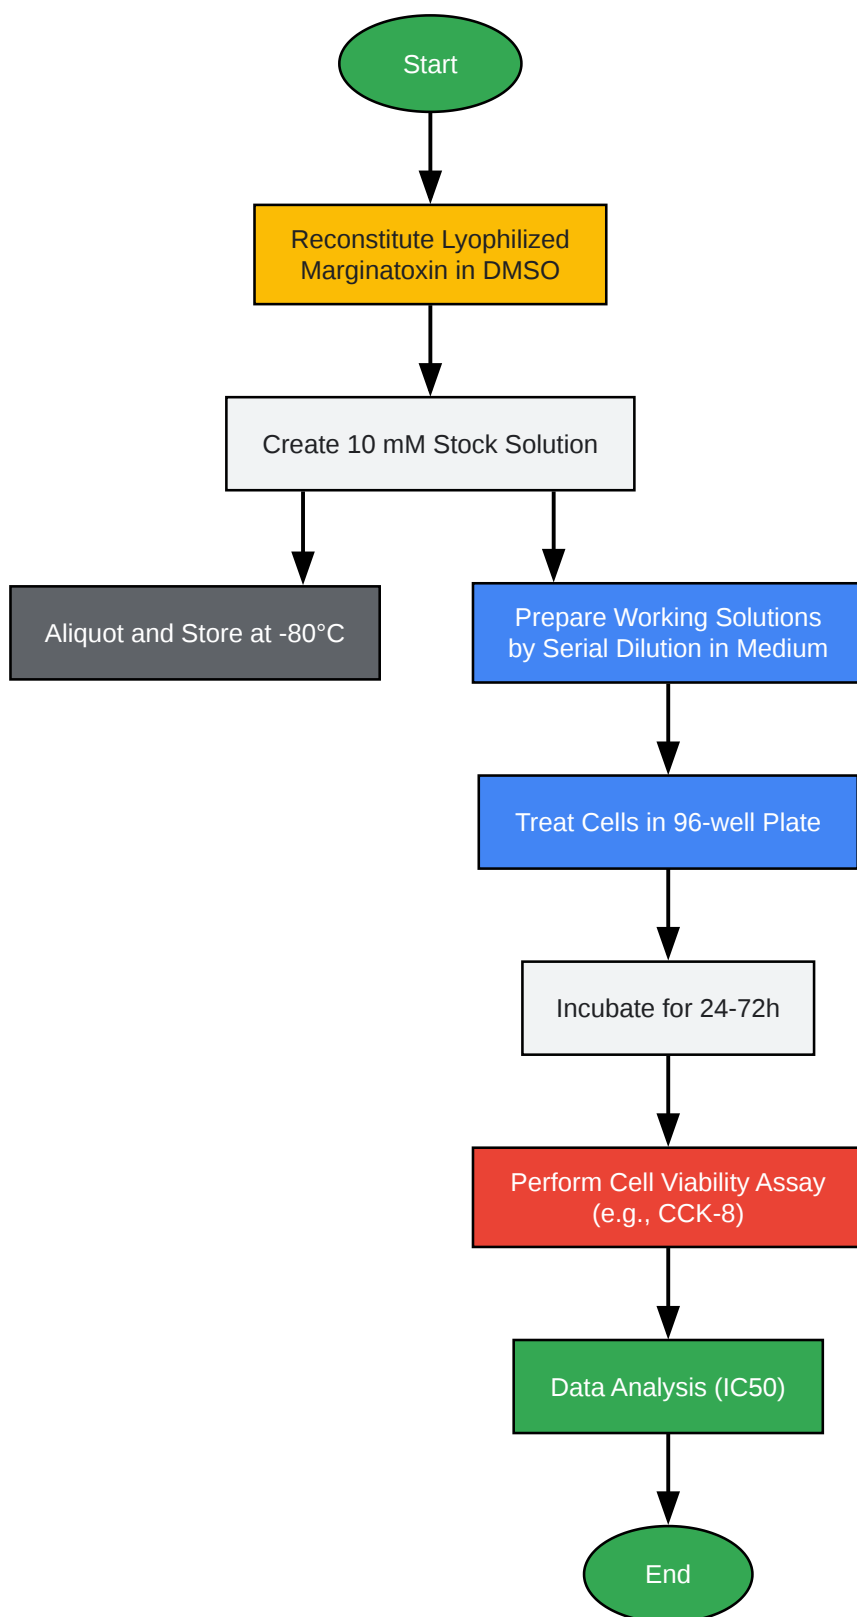 Start
Reconstitute Lyophilized
Marginatoxin in DMSO
Create 10 mM Stock Solution
Aliquot and Store at -80°C
Prepare Working Solutions
by Serial Dilution in Medium
Treat Cells in 96-well Plate
Incubate for 24-72h
Perform Cell Viability Assay
(e.g., CCK-8)
Data Analysis (IC50)
End